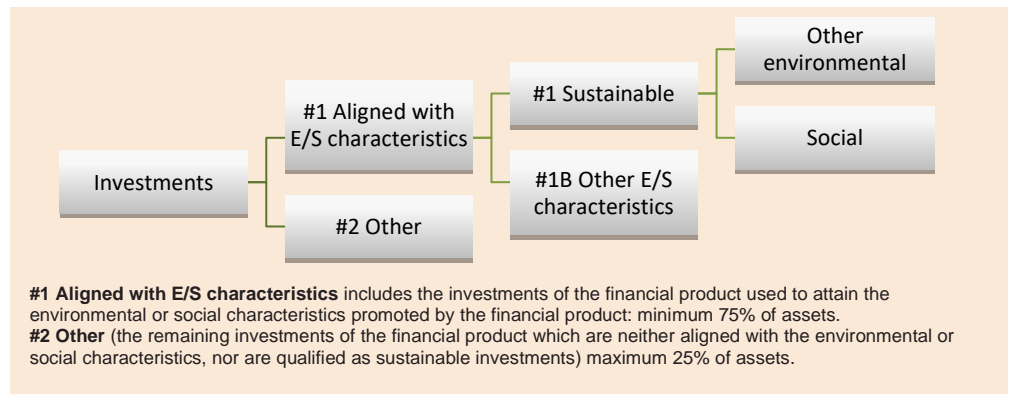 Other
environmental
#1 Sustainable
#1 Aligned with
E/S characteristics
Social
Investments
#1B Other E/S
characteristics
#2 Other
#1 Aligned with E/S characteristics includes the investments of the financial product used to attain the
environmental or social characteristics promoted by the financial product: minimum 75% of assets.
#2 Other (the remaining investments of the financial product which are neither aligned with the environmental or
social characteristics, nor are qualified as sustainable investments) maximum 25% of assets.